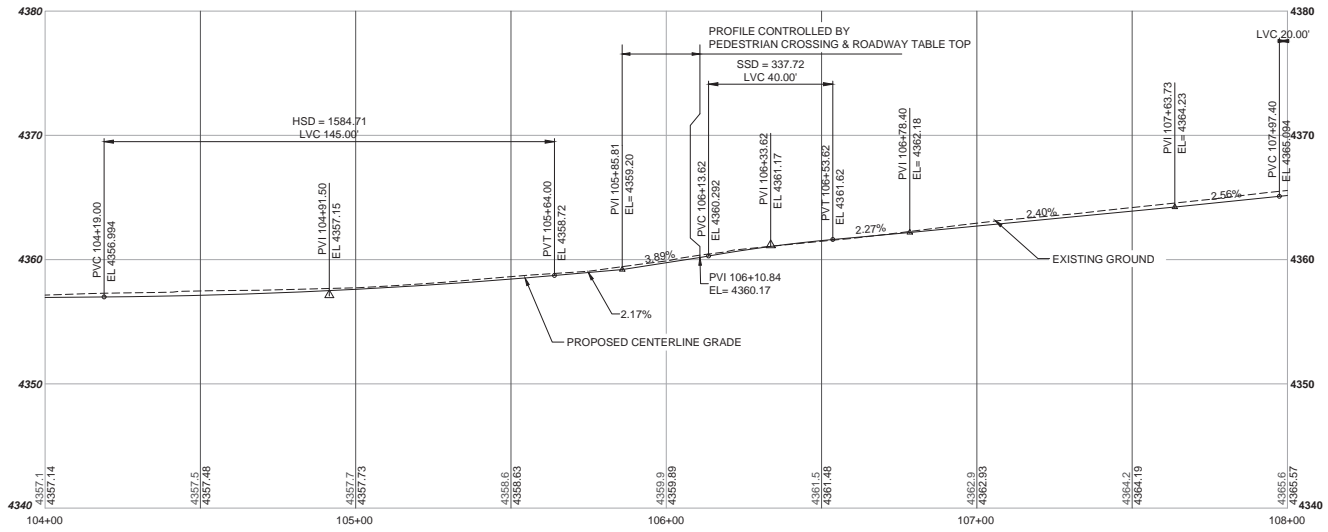 4380
4380
PROFILE CONTROLLED BY
PEDESTRIAN CROSSING & ROADWAY TABLE TOP
LVC 20.00'
SSD = 337.72
LVC 40.00'
HSD = 1584.71
LVC 145.00'
4370
4370
PVC 104+19.00
EL 4356.994
PVI 104+91.50
EL 4357.15
PVT 105+64.00
EL 4358.72
PVI 105+85.81
EL= 4359.20
PVC 106+13.62
EL 4360.292
PVI 106+33.62
EL 4361.17
PVT 106+53.62
EL 4361.62
PVI 106+78.40
EL= 4362.18
PVI 107+63.73
EL= 4364.23
PVC 107+97.40
EL 4365.094
3.89%
2.27%
2.40%
2.56%
4360
4360
EXISTING GROUND
PVI 106+10.84
EL= 4360.17
2.17%
PROPOSED CENTERLINE GRADE
4350
4350
4340
4340
4357.1
4357.14
4357.5
4357.48
4357.7
4357.73
4358.6
4358.63
4359.9
4359.89
4361.5
4361.48
4362.9
4362.93
4364.2
4364.19
4365.6
4365.57
104+00
105+00
106+00
107+00
108+00